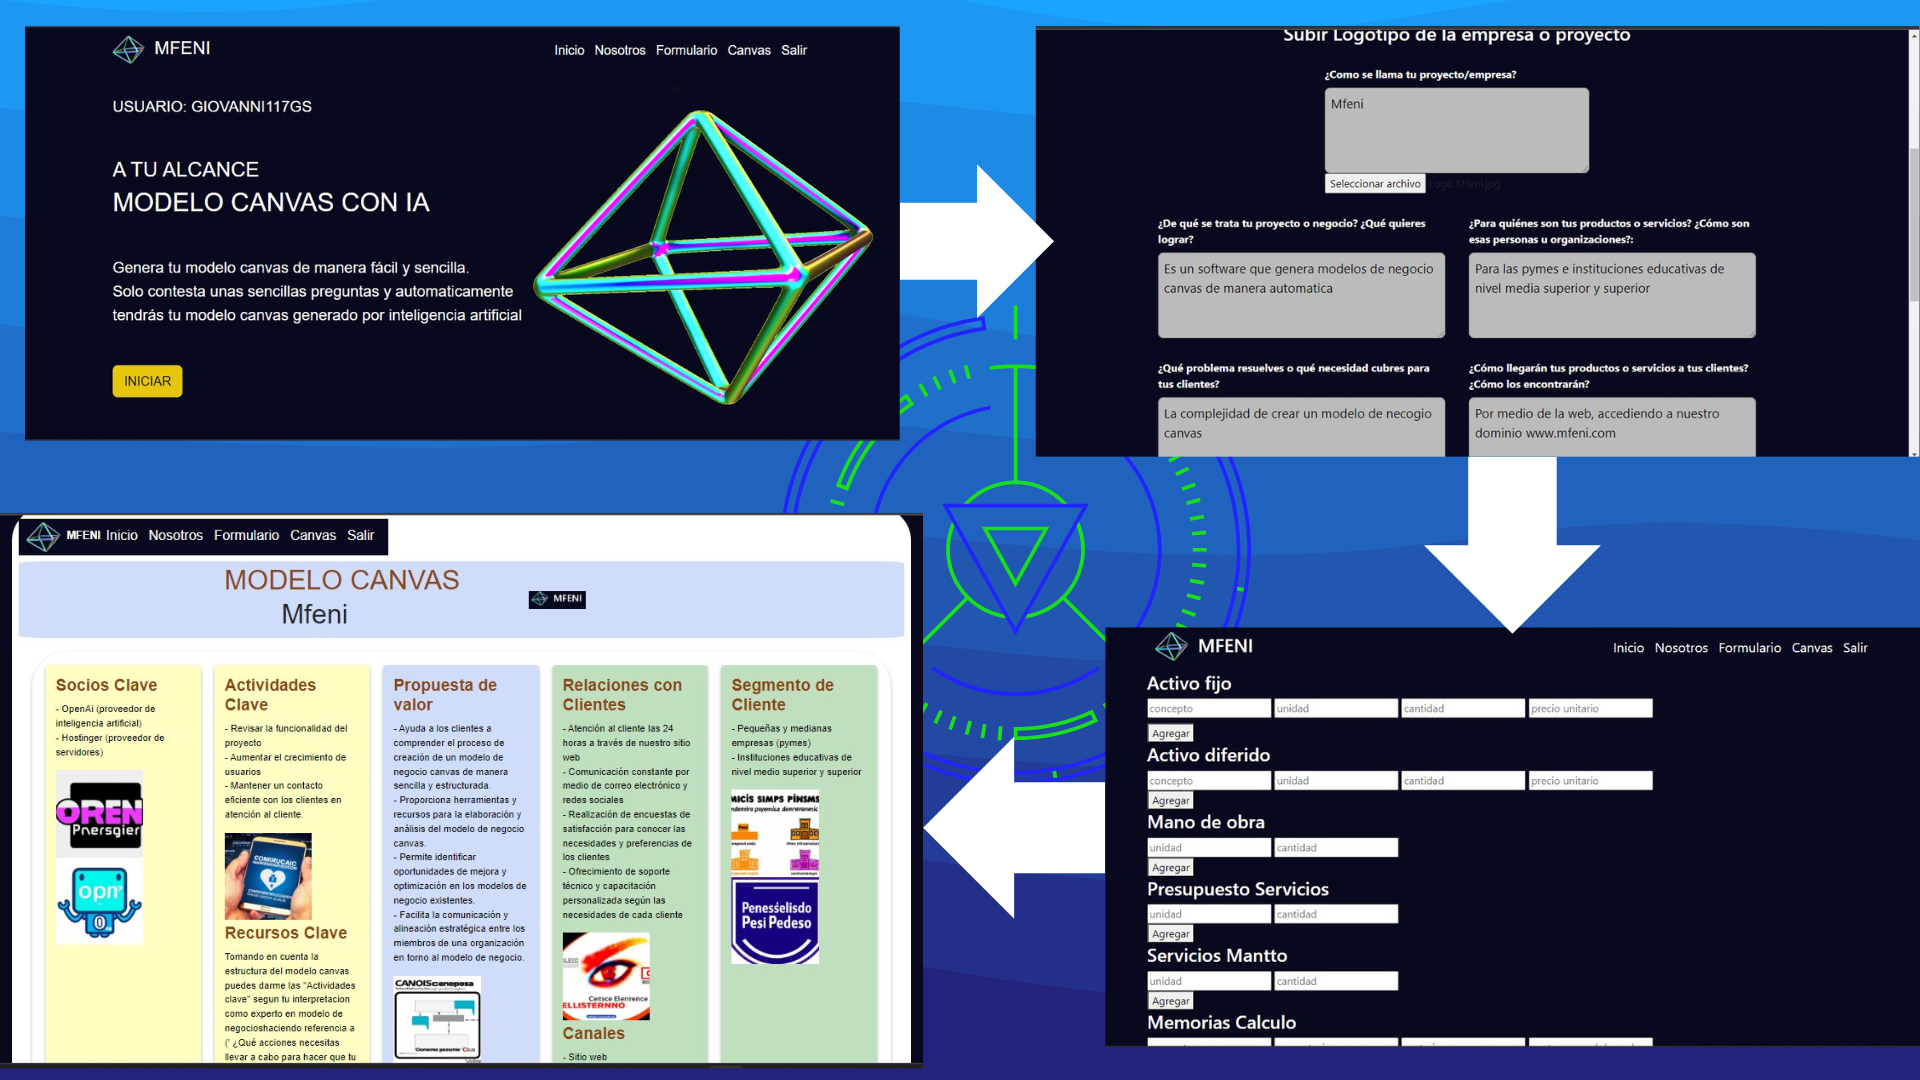 MFENI
Inicio Nosotros Formulario Canvas Salir
USUARIO: GIOVANNI117GS
A TU ALCANCE
MODELO CANVAS CON IA
Genera tu modelo canvas de manera fácil y sencilla.
Solo contesta unas sencillas preguntas y automaticamente
tendrás tu modelo canvas generado por inteligencia artificial
INICIAR
Subir Logotipo de la empresa o proyecto
¿Como se llama tu proyecto/empresa?
Mfeni
Seleccionar archivo Logo Mfeni.jpg
¿De qué se trata tu proyecto o negocio? ¿Qué quieres
lograr?
Es un software que genera modelos de negocio
canvas de manera automatica
¿Para quiénes son tus productos o servicios? ¿Cómo son
esas personas u organizaciones?:
Para las pymes e instituciones educativas de
nivel media superior y superior
¿Qué problema resuelves o qué necesidad cubres para
tus clientes?
La complejidad de crear un modelo de necogio
canvas
¿Cómo llegarán tus productos o servicios a tus clientes?
¿Cómo los encontrarán?
Por medio de la web, accediendo a nuestro
dominio www.mfeni.com
MFENI
Inicio Nosotros Formulario Canvas Salir
Activo fijo
concepto unidad cantidad precio unitario
Agregar
Activo diferido
concepto unidad cantidad precio unitario
Agregar
Mano de obra
unidad cantidad
Agregar
Presupuesto Servicios
unidad cantidad
Agregar
Servicios Mantto
unidad cantidad
Agregar
Memorias Calculo
MFENI Inicio Nosotros Formulario Canvas Salir
MODELO CANVAS
Mfeni
MFENI
Socios Clave
- OpenAi (proveedor de
inteligencia artificial)
- Hostinger (proveedor de
servidores)
OREN
Pnersgier
opn
Actividades
Clave
- Revisar la funcionalidad del
proyecto
- Aumentar el crecimiento de
usuarios
- Mantener un contacto
eficiente con los clientes en
atención al cliente.
COMIRUCAIC
Recursos Clave
Tomando en cuenta la
estructura del modelo canvas
puedes darme las "Actividades
clave" segun tu interpretacion
como experto en modelo de
negocioshaciendo referencia a
(" ¿Qué acciones necesitas
llevar a cabo para hacer que tu
Propuesta de
valor
- Ayuda a los clientes a
comprender el proceso de
creación de un modelo de
negocio canvas de manera
sencilla y estructurada.
- Proporciona herramientas y
recursos para la elaboración y
análisis del modelo de negocio
canvas.
- Permite identificar
oportunidades de mejora y
optimización en los modelos de
negocio existentes.
- Facilita la comunicación y
alineación estratégica entre los
miembros de una organización
en torno al modelo de negocio.
Relaciones con
Clientes
- Atención al cliente las 24
horas a través de nuestro sitio
web
- Comunicación constante por
medio de correo electrónico y
redes sociales
- Realización de encuestas de
satisfacción para conocer las
necesidades y preferencias de
los clientes
- Ofrecimiento de soporte
técnico y capacitación
personalizada según las
necesidades de cada cliente
Ceitsce Elenrence
ELLISTERNNO
Canales
- Sitio web
Segmento de
Cliente
- Pequeñas y medianas
empresas (pymes)
- Instituciones educativas de
nivel medio superior y superior
MICIS SIMPS PINSMS
Penesselisdo
Pesi Pedeso